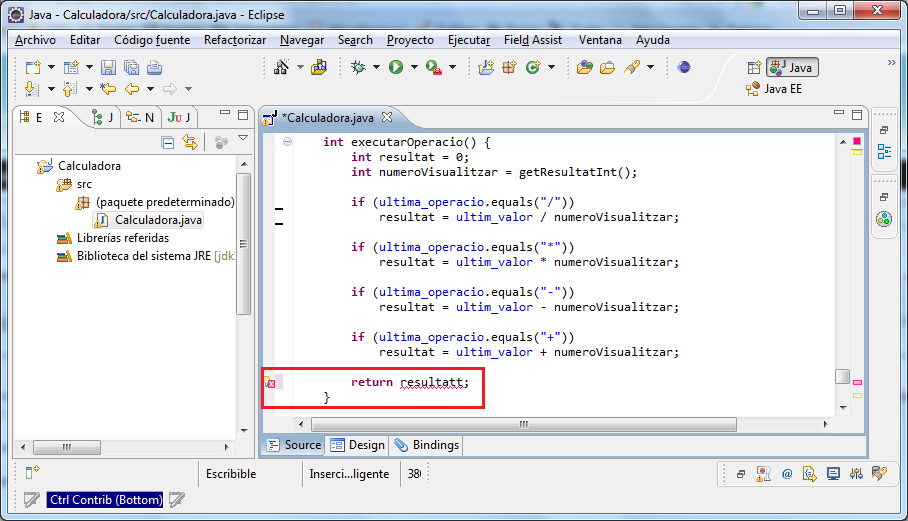 Java - Calculadora/src/Calculadora.java - Eclipse
Archivo Editar Código fuente Refactorizar Navegar Search Proyecto Ejecutar Field Assist Ventana Ayuda
Java
Java EE
E J N JU J
*Calculadora.java
Calculadora
src
(paquete predeterminado)
Calculadora.java
Librerías referidas
Biblioteca del sistema JRE [jdk
int executarOperacio() {
int resultat = 0;
int numeroVisualitzar = getResultatInt();
if (ultima_operacio.equals("/"))
resultat = ultim_valor / numeroVisualitzar;
if (ultima_operacio.equals("*"))
resultat = ultim_valor * numeroVisualitzar;
if (ultima_operacio.equals("-"))
resultat = ultim_valor - numeroVisualitzar;
if (ultima_operacio.equals("+"))
resultat = ultim_valor + numeroVisualitzar;
return resultatt;
}
Source Design Bindings
Escribible Inserci...ligente
Ctrl Contrib (Bottom)